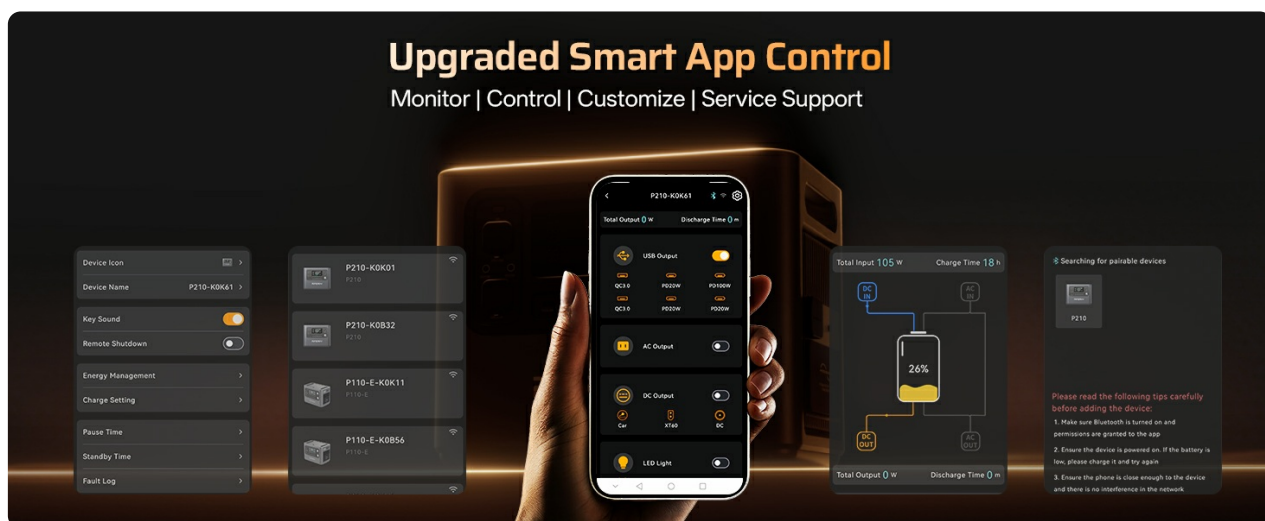 Upgraded Smart App Control
Monitor | Control | Customize | Service Support
Device Icon
Device Name P210-K0K61
Key Sound
Remote Shutdown
Energy Management
Charge Setting
Pause Time
Standby Time
Fault Log
P210-K0K01
P210
P210-K0B32
P210
P110-E-K0K11
P110-E
P110-E-K0B56
P110-E
P210-K0K61
Total Output 0 W Discharge Time 0 m
USB Output
QC3.0 PD20W PD100W
QC3.0 PD20W PD20W
AC Output
DC Output
Car XT60 DC
LED Light
Total Input 105 W Charge Time 18 h
DC IN
AC IN
26%
DC OUT
AC OUT
Total Output 0 W Discharge Time 0 m
Searching for pairable devices
P210
Please read the following tips carefully
before adding the device:
1. Make sure Bluetooth is turned on and
permissions are granted to the app
2. Ensure the device is powered on. If the battery is
low, please charge it and try again
3. Ensure the phone is close enough to the device
and there is no interference in the network